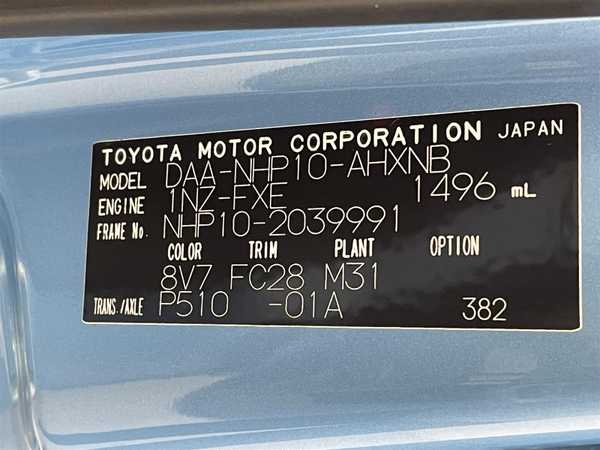 TOYOTA MOTOR CORPORATION JAPAN
MODEL DAA-NHP10-AHXNB
ENGINE 1NZ-FXE 1496 mL
FRAME No. NHP10-2039991
COLOR TRIM PLANT OPTION
8V7 FC28 M31
TRANS./AXLE P510 -01A 382